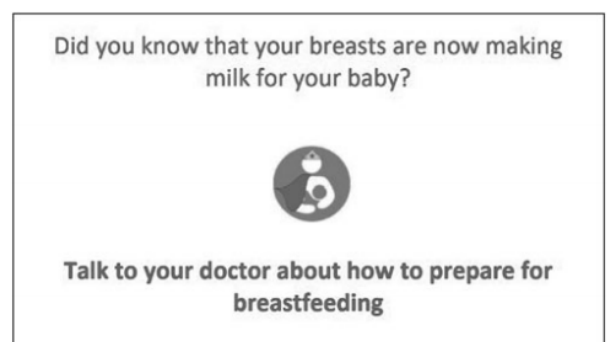 Did you know that your breasts are now making
milk for your baby?
Talk to your doctor about how to prepare for
breastfeeding